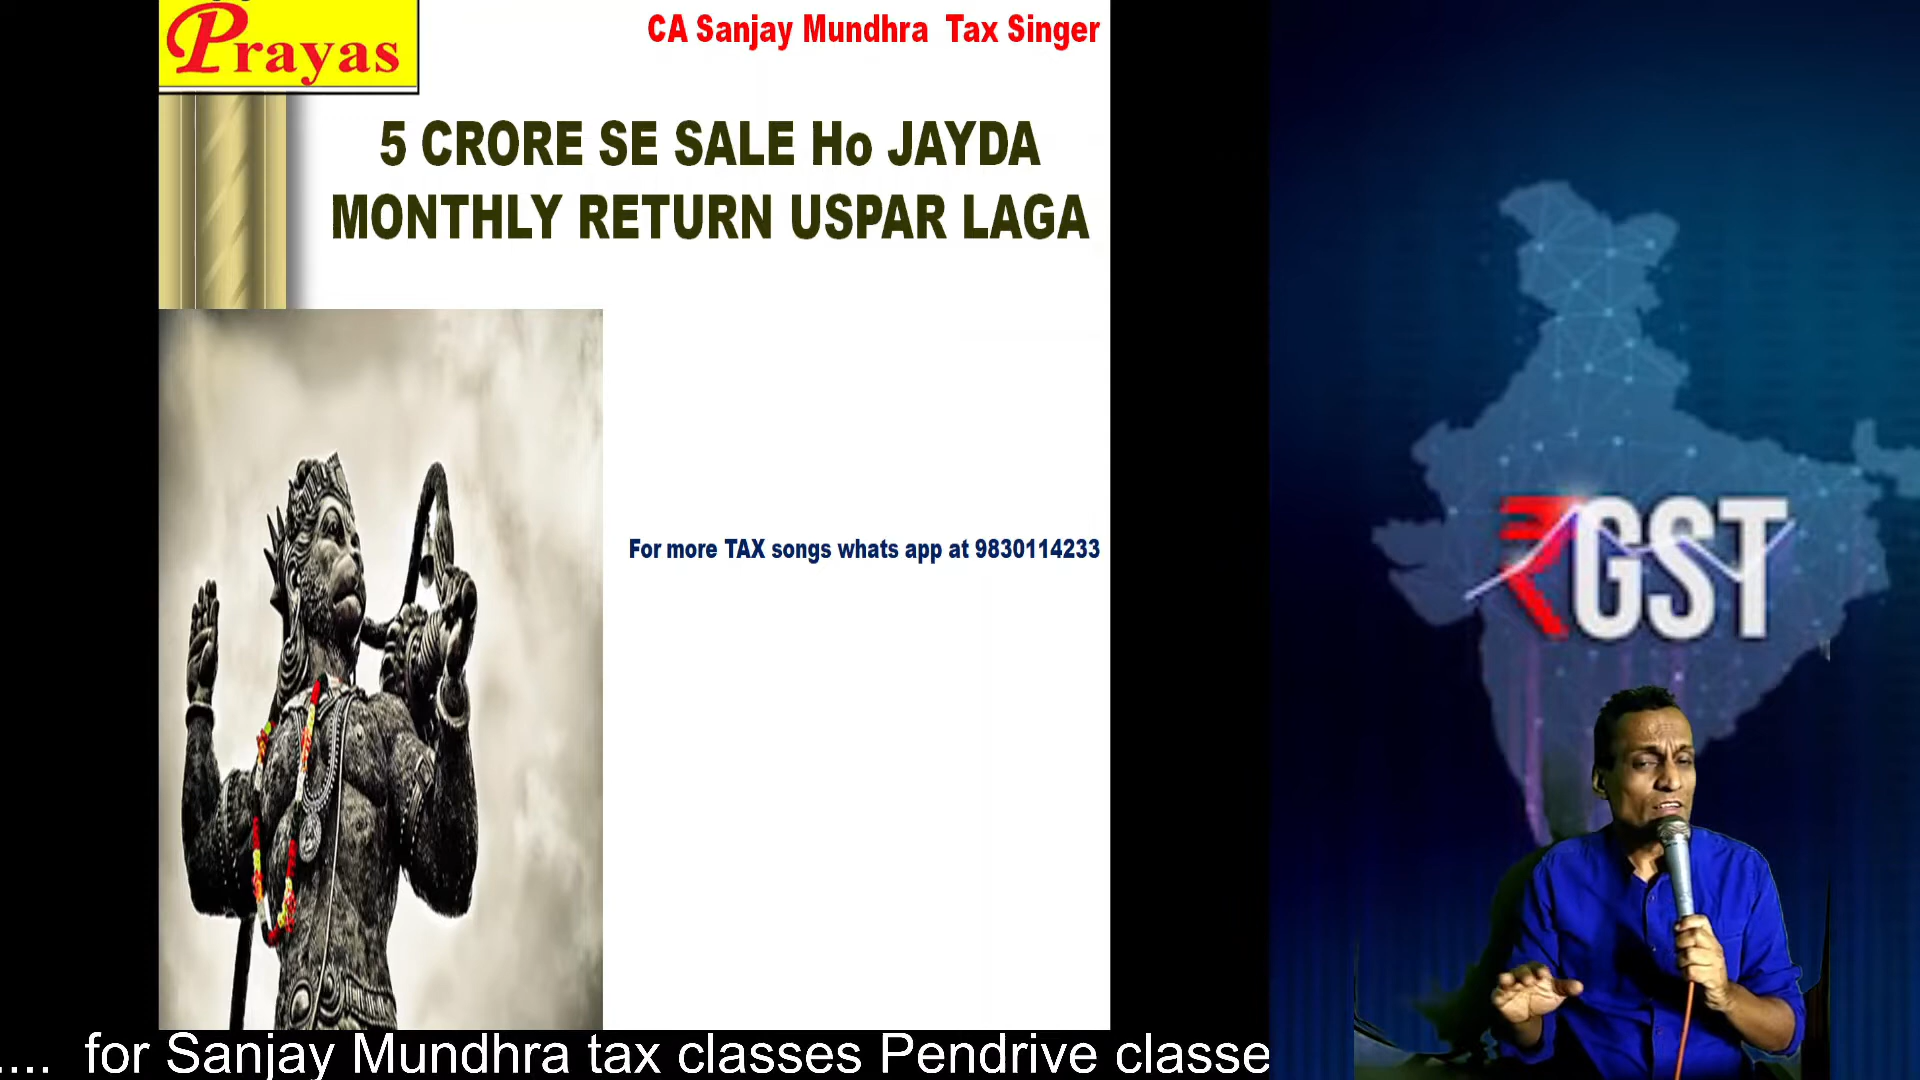 Prayas
CA Sanjay Mundhra Tax Singer
5 CRORE SE SALE Ho JAYDA
MONTHLY RETURN USPAR LAGA
For more TAX songs whats app at 9830114233
₹GST
.... for Sanjay Mundhra tax classes Pendrive classe